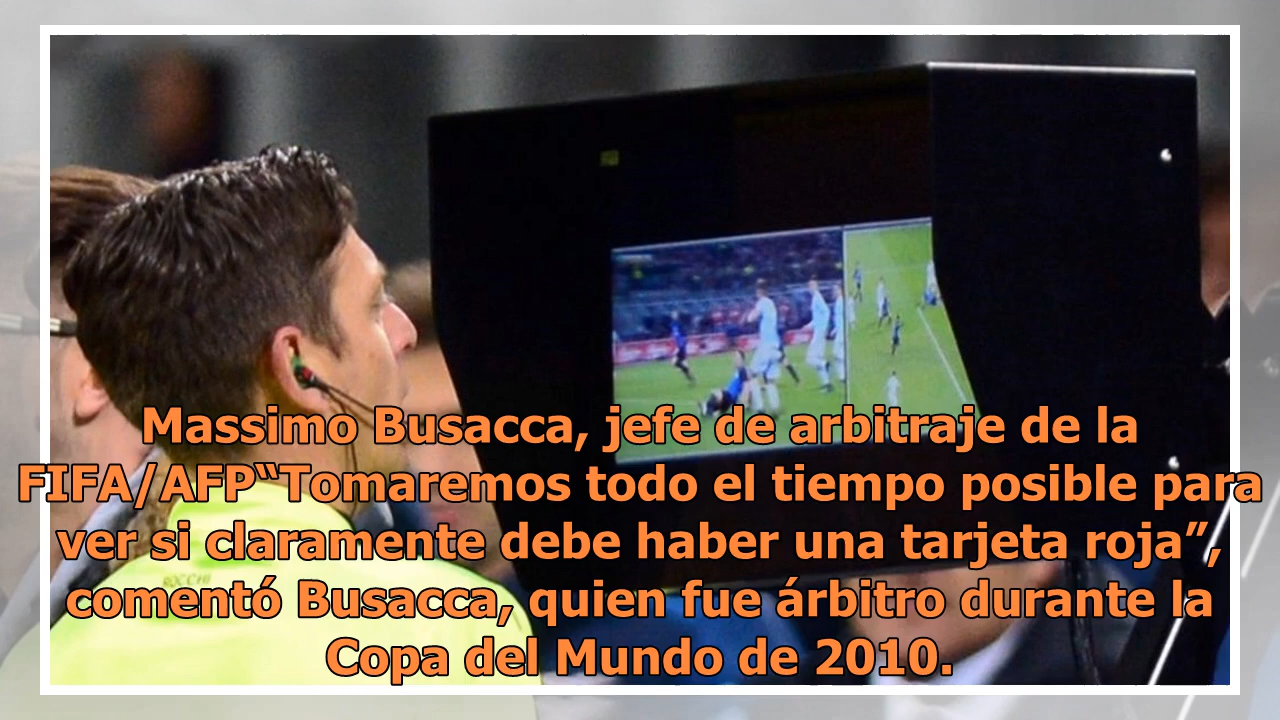 Massimo Busacca, jefe de arbitraje de la
FIFA/AFP“Tomaremos todo el tiempo posible para
ver si claramente debe haber una tarjeta roja”,
ROCCHI
comentó Busacca, quien fue árbitro durante la
Copa del Mundo de 2010.